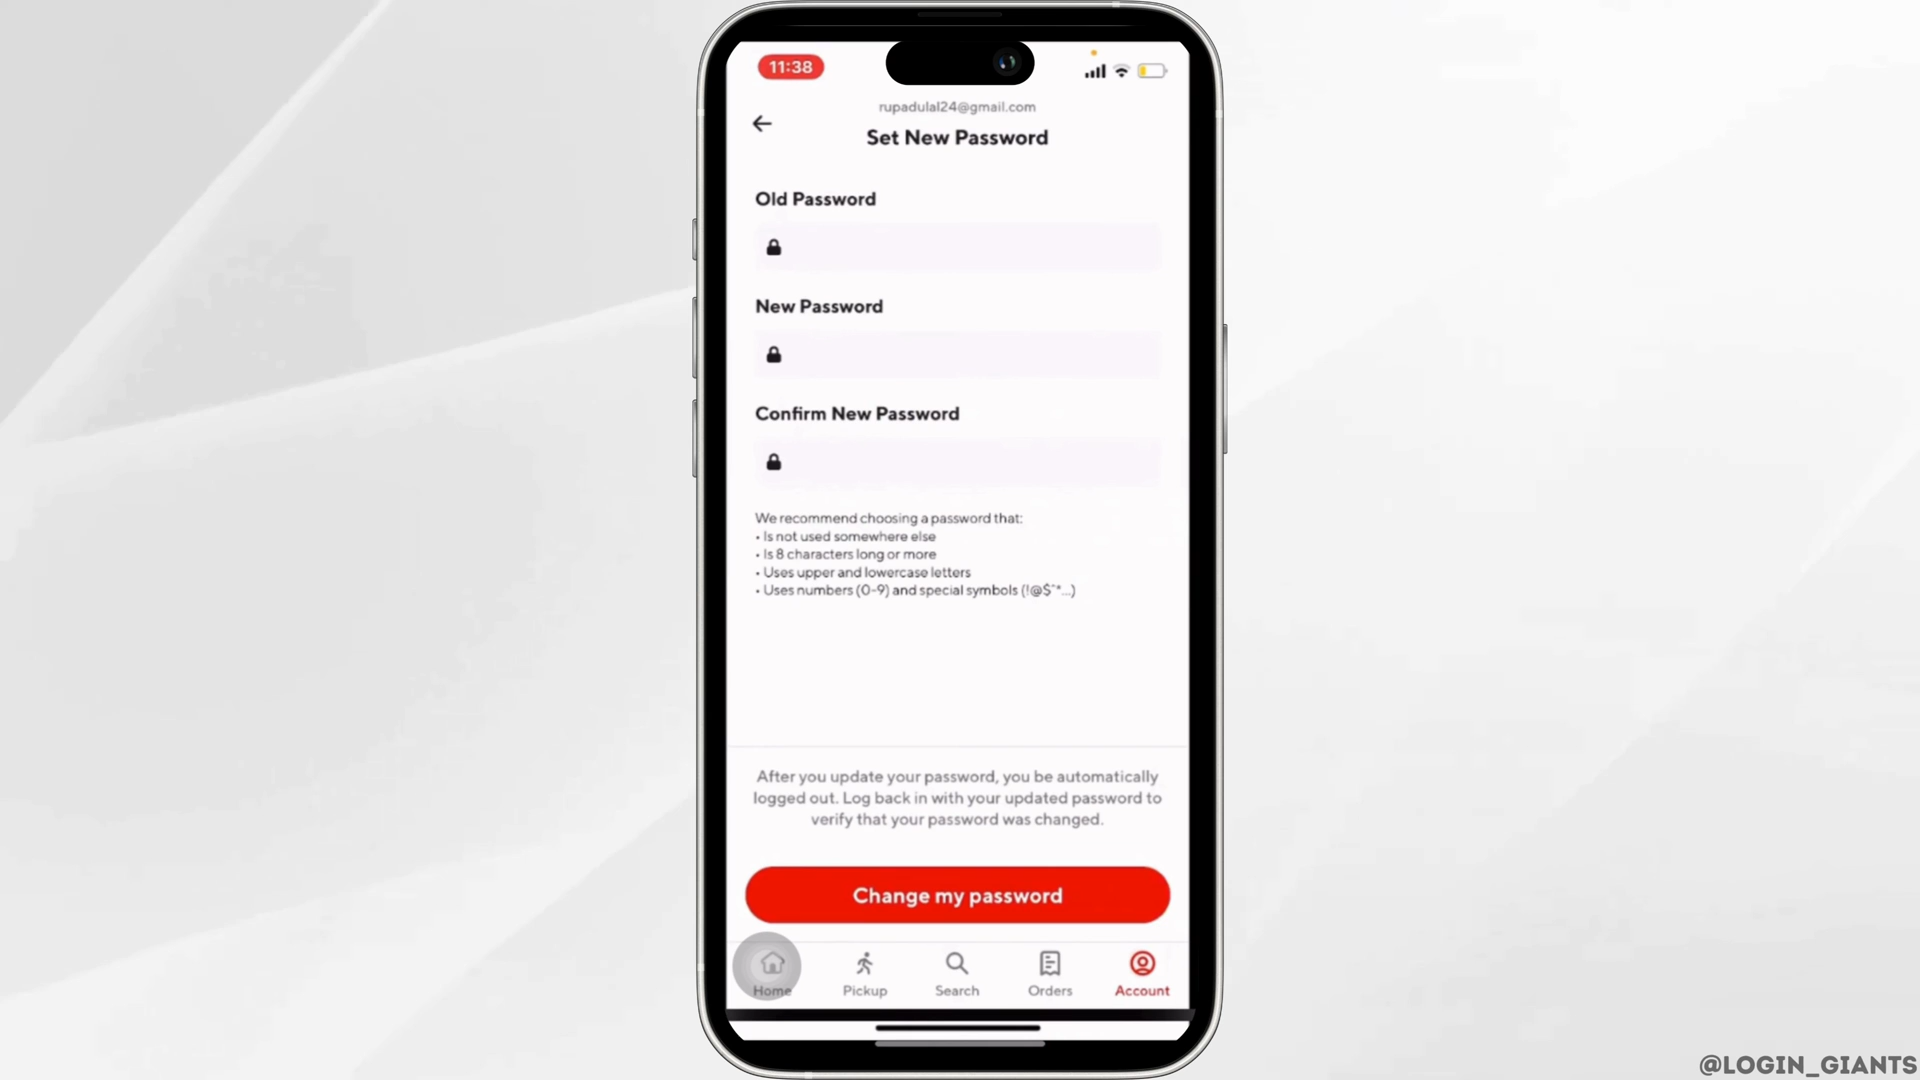 11:38
rupadulal24@gmail.com
Set New Password
Old Password
New Password
Confirm New Password
We recommend choosing a password that:
• Is not used somewhere else
• Is 8 characters long or more
• Uses upper and lowercase letters
• Uses numbers (0-9) and special symbols (!@$^*...)
After you update your password, you be automatically
logged out. Log back in with your updated password to
verify that your password was changed.
Change my password
Home
Pickup
Search
Orders
Account
@LOGIN_GIANTS